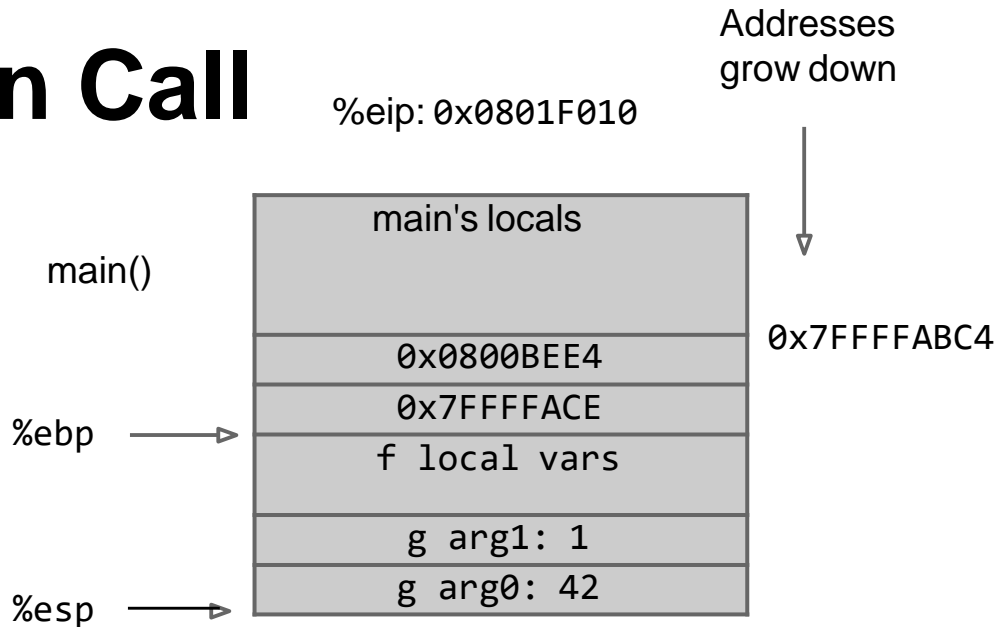 n Call
Addresses
grow down
%eip: 0x0801F010
main's locals
main()
0x7FFFFABC4
0x0800BEE4
0x7FFFFACE
%ebp
f local vars
g arg1: 1
g arg0: 42
%esp